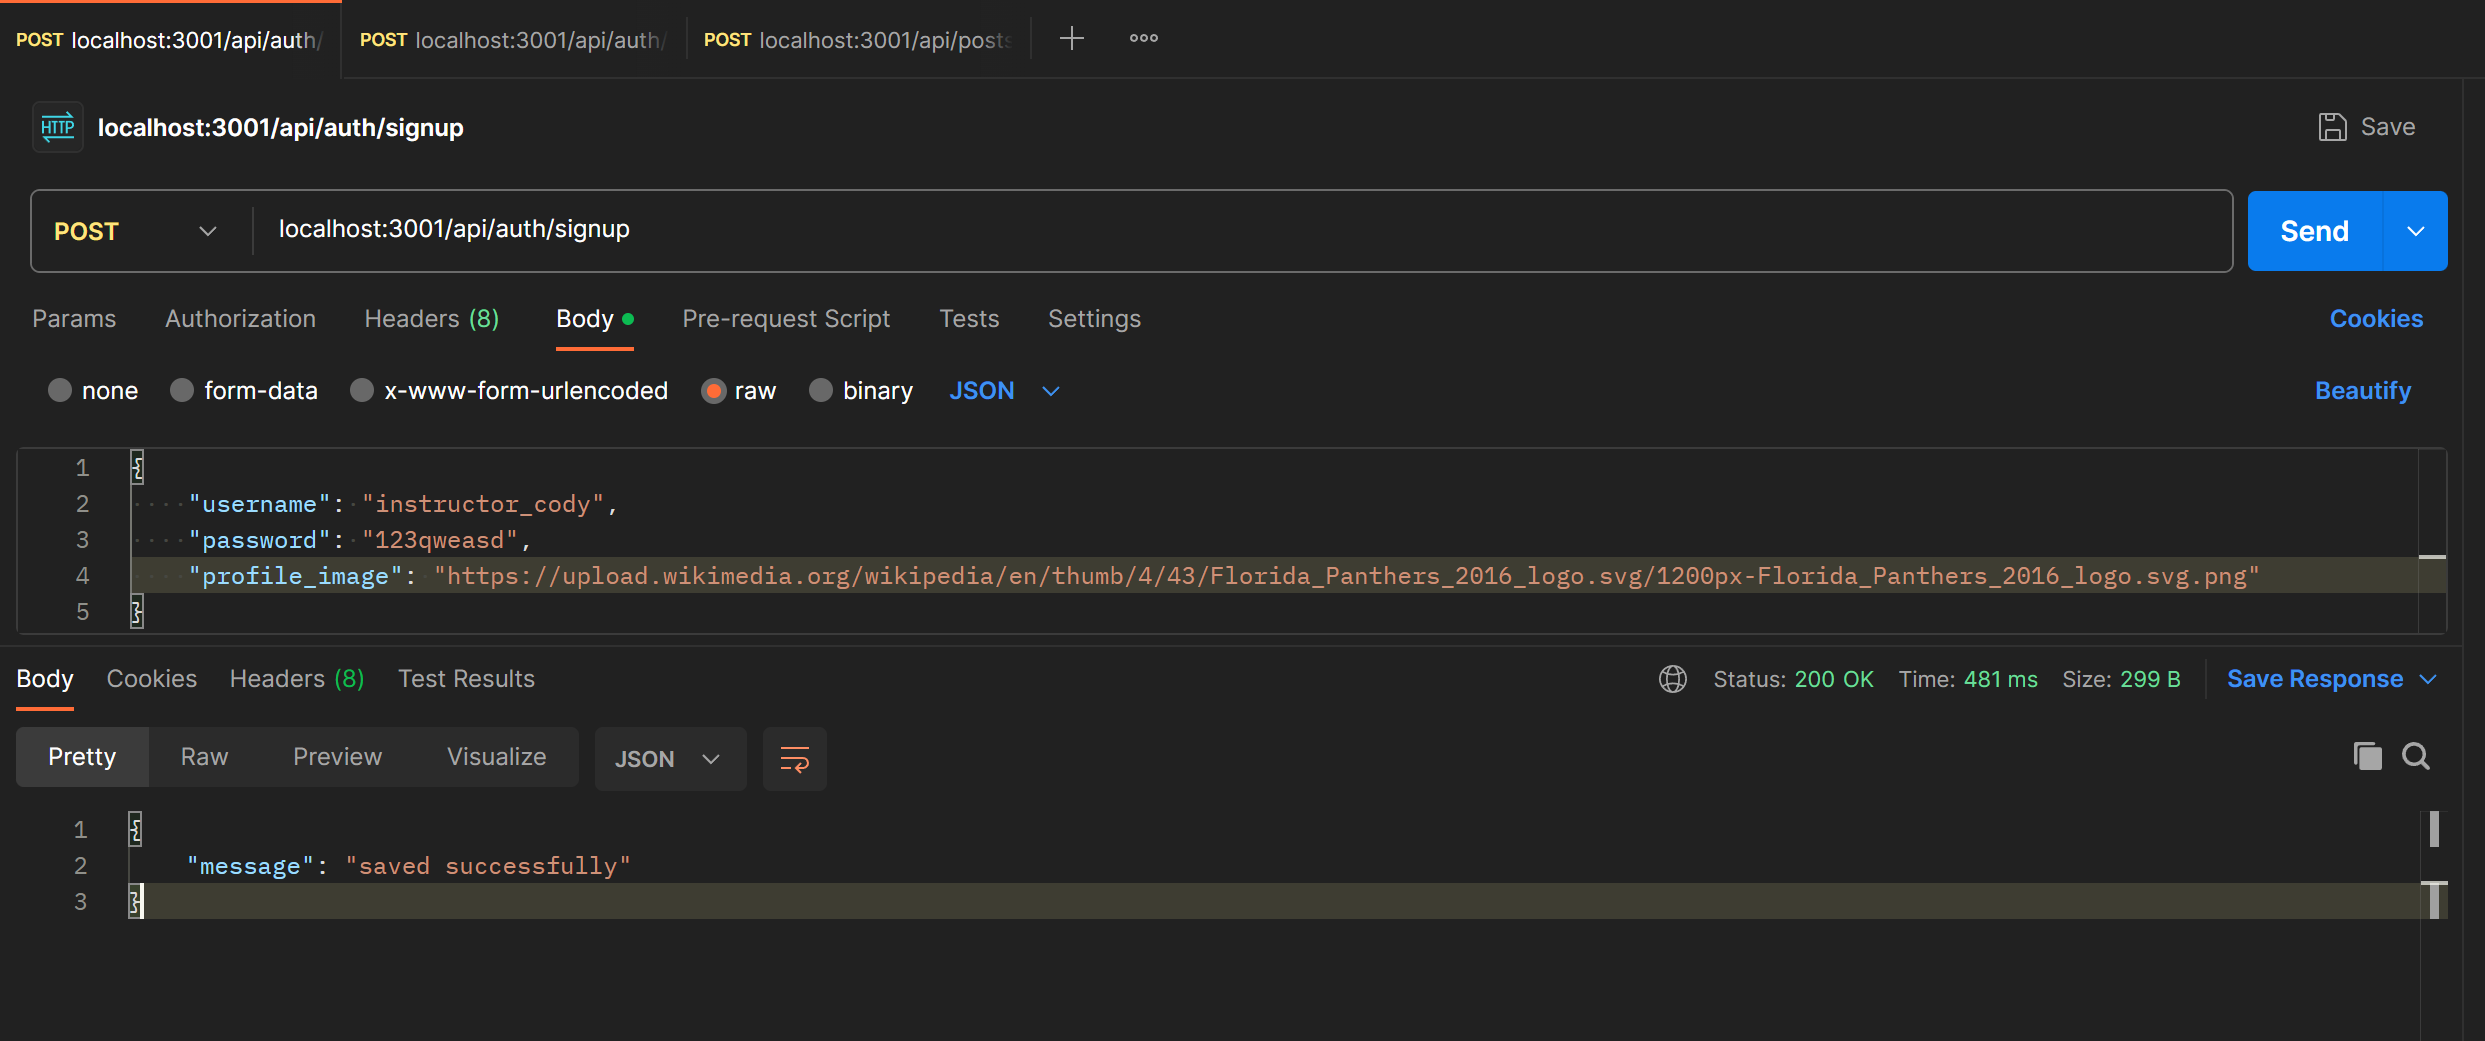 POST localhost:3001/api/auth/ POST localhost:3001/api/auth/ POST localhost:3001/api/posts
HTTP localhost:3001/api/auth/signup Save
POST localhost:3001/api/auth/signup Send
Params Authorization Headers (8) Body Pre-request Script Tests Settings Cookies
none form-data x-www-form-urlencoded raw binary JSON Beautify
1 {
2 "username": "instructor_cody",
3 "password": "123qweasd",
4 "profile_image": "https://upload.wikimedia.org/wikipedia/en/thumb/4/43/Florida_Panthers_2016_logo.svg/1200px-Florida_Panthers_2016_logo.svg.png"
5 }
Body Cookies Headers (8) Test Results Status: 200 OK Time: 481 ms Size: 299 B Save Response
Pretty Raw Preview Visualize JSON
1 {
2 "message": "saved successfully"
3 }